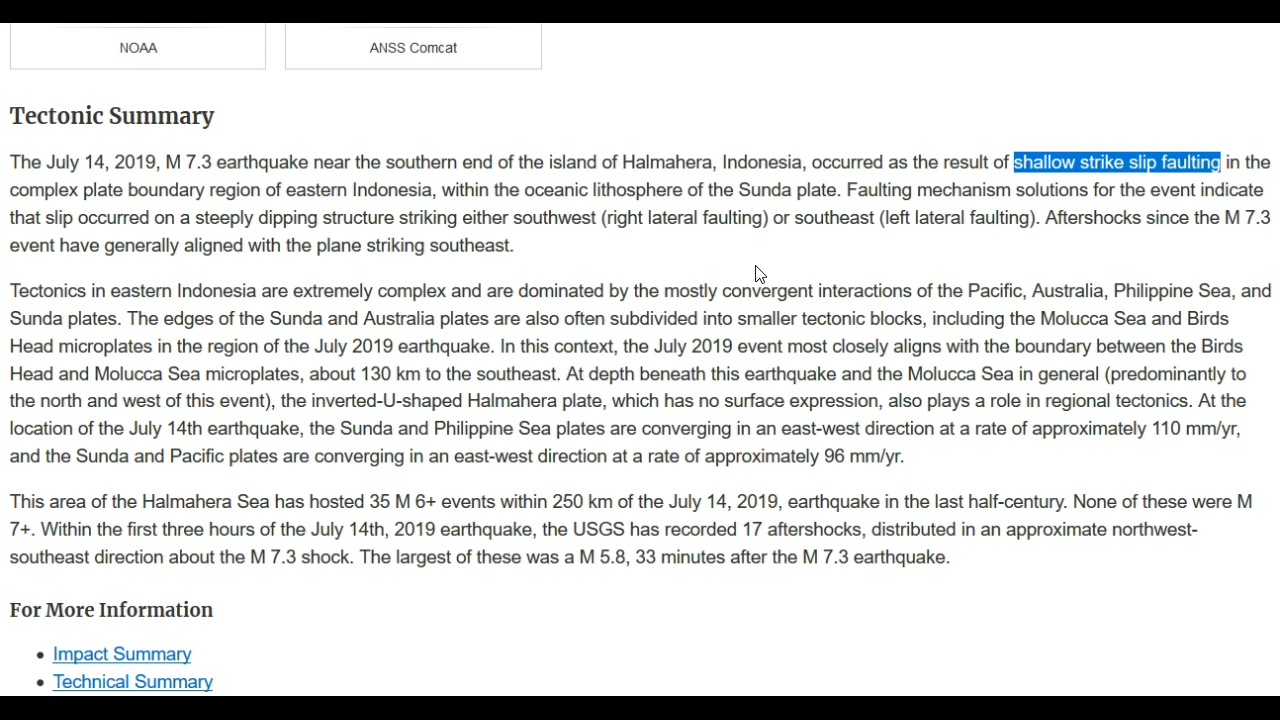 NOAA
ANSS Comcat
Tectonic Summary
The July 14, 2019, M 7.3 earthquake near the southern end of the island of Halmahera, Indonesia, occurred as the result of shallow strike slip faulting in the
complex plate boundary region of eastern Indonesia, within the oceanic lithosphere of the Sunda plate. Faulting mechanism solutions for the event indicate
that slip occurred on a steeply dipping structure striking either southwest (right lateral faulting) or southeast (left lateral faulting). Aftershocks since the M 7.3
event have generally aligned with the plane striking southeast.
Tectonics in eastern Indonesia are extremely complex and are dominated by the mostly convergent interactions of the Pacific, Australia, Philippine Sea, and
Sunda plates. The edges of the Sunda and Australia plates are also often subdivided into smaller tectonic blocks, including the Molucca Sea and Birds
Head microplates in the region of the July 2019 earthquake. In this context, the July 2019 event most closely aligns with the boundary between the Birds
Head and Molucca Sea microplates, about 130 km to the southeast. At depth beneath this earthquake and the Molucca Sea in general (predominantly to
the north and west of this event), the inverted-U-shaped Halmahera plate, which has no surface expression, also plays a role in regional tectonics. At the
location of the July 14th earthquake, the Sunda and Philippine Sea plates are converging in an east-west direction at a rate of approximately 110 mm/yr,
and the Sunda and Pacific plates are converging in an east-west direction at a rate of approximately 96 mm/yr.
This area of the Halmahera Sea has hosted 35 M 6+ events within 250 km of the July 14, 2019, earthquake in the last half-century. None of these were M
7+. Within the first three hours of the July 14th, 2019 earthquake, the USGS has recorded 17 aftershocks, distributed in an approximate northwest-
southeast direction about the M 7.3 shock. The largest of these was a M 5.8, 33 minutes after the M 7.3 earthquake.
For More Information
• Impact Summary
• Technical Summary